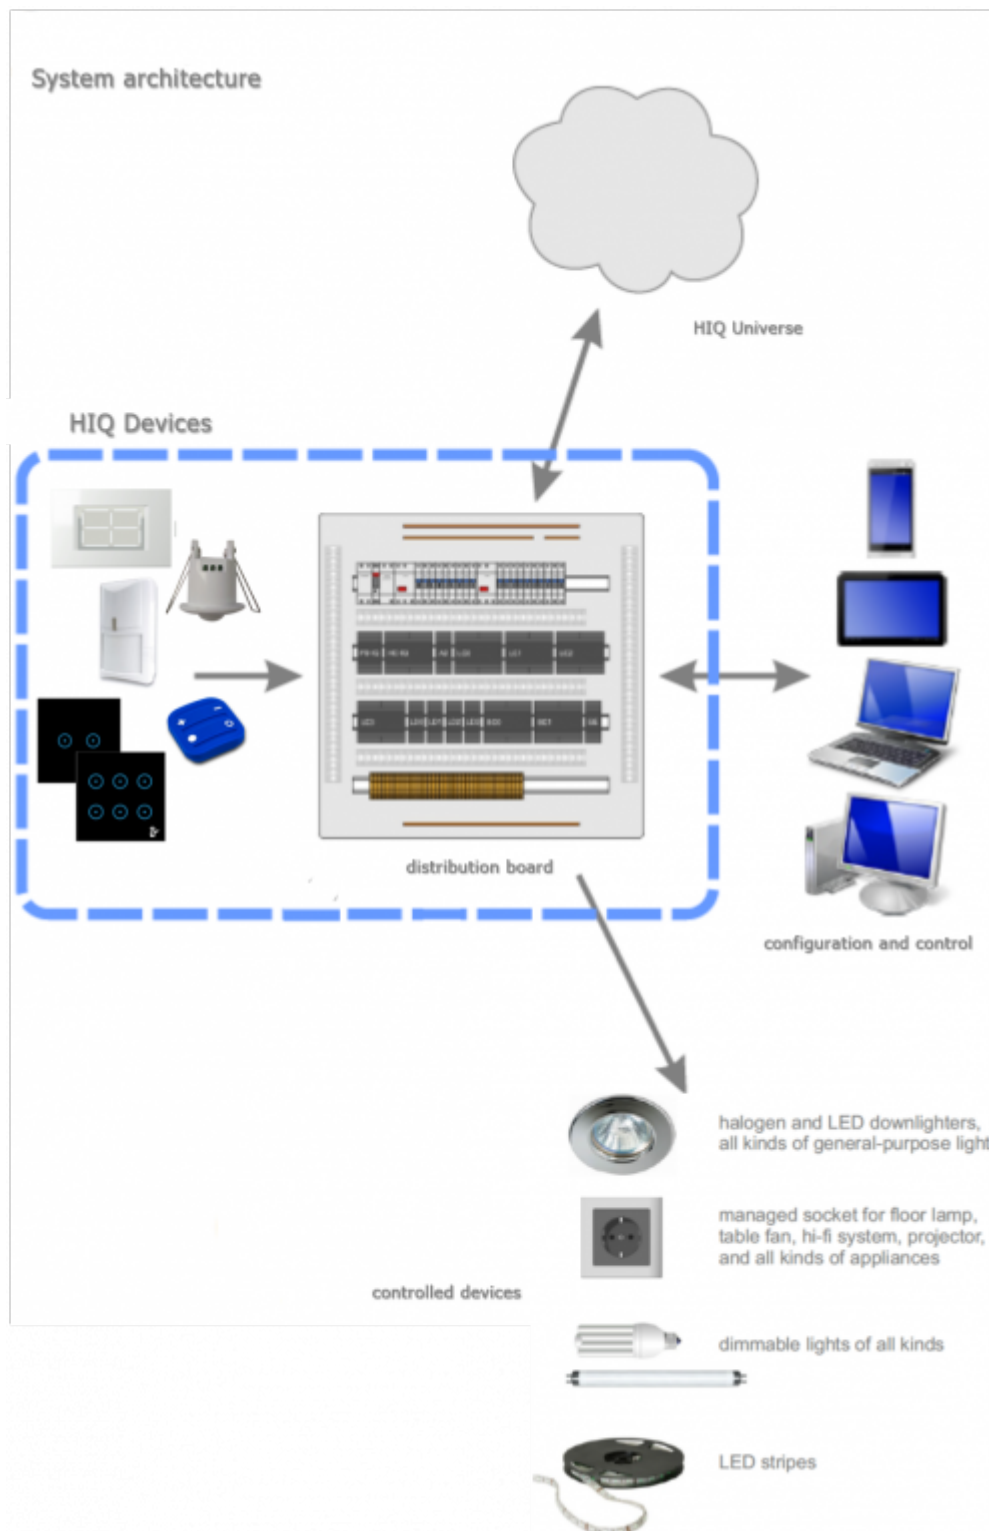 System architecture
HIQ Universe
HIQ Devices
distribution board
configuration and control
halogen and LED downlighters,
all kinds of general-purpose light
managed socket for floor lamp,
table fan, hi-fi system, projector,
and all kinds of appliances
controlled devices
dimmable lights of all kinds
LED stripes